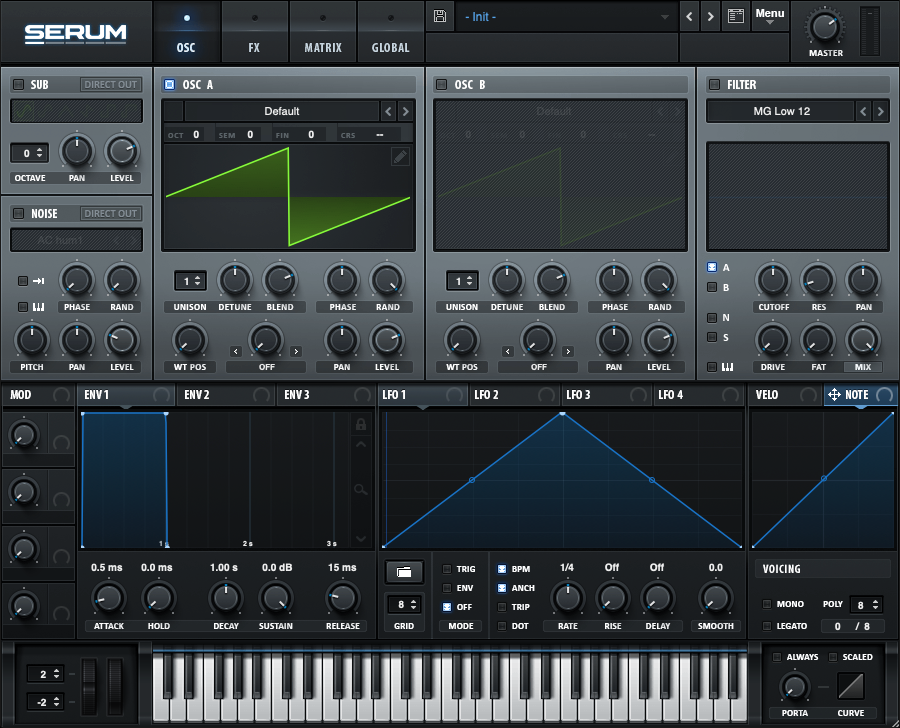 SERUM
OSC
FX
MATRIX
GLOBAL
- Init -
Menu
MASTER
SUB
DIRECT OUT
0
OCTAVE
PAN
LEVEL
NOISE
DIRECT OUT
AC hum1
PHASE
RAND
PITCH
PAN
LEVEL
OSC A
Default
OCT 0 SEM 0 FIN 0 CRS --
1
UNISON
DETUNE
BLEND
PHASE
RAND
WT POS
OFF
PAN
LEVEL
OSC B
Default
1
UNISON
DETUNE
BLEND
PHASE
RAND
WT POS
OFF
PAN
LEVEL
FILTER
MG Low 12
A
B
N
S
CUTOFF
RES
PAN
DRIVE
FAT
MIX
MOD
ENV 1
ENV 2
ENV 3
LFO 1
LFO 2
LFO 3
LFO 4
VELO
NOTE
1 s
2 s
3 s
0.5 ms
0.0 ms
1.00 s
0.0 dB
15 ms
ATTACK
HOLD
DECAY
SUSTAIN
RELEASE
8
GRID
TRIG
ENV
OFF
MODE
BPM
ANCH
TRIP
DOT
1/4
Off
Off
0.0
RATE
RISE
DELAY
SMOOTH
VOICING
MONO
POLY 8
LEGATO
0 / 8
2
-2
ALWAYS
SCALED
PORTA
CURVE